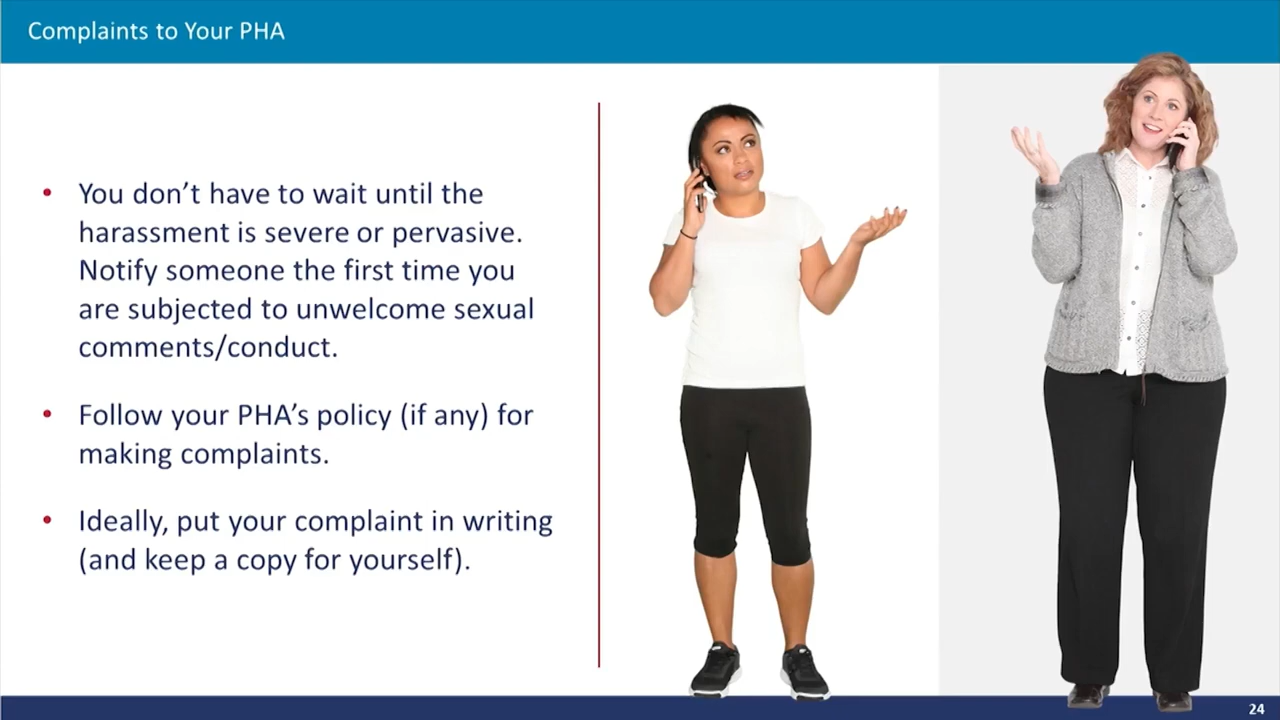 Complaints to Your PHA
• You don’t have to wait until the
harassment is severe or pervasive.
Notify someone the first time you
are subjected to unwelcome sexual
comments/conduct.
• Follow your PHA’s policy (if any) for
making complaints.
• Ideally, put your complaint in writing
(and keep a copy for yourself).
24